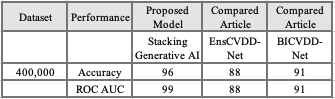 Dataset Performance Proposed Model Compared Article Compared Article
Stacking Generative AI EnsCVDD-Net BICVDD-Net
400,000 Accuracy 96 88 91
ROC AUC 99 88 91